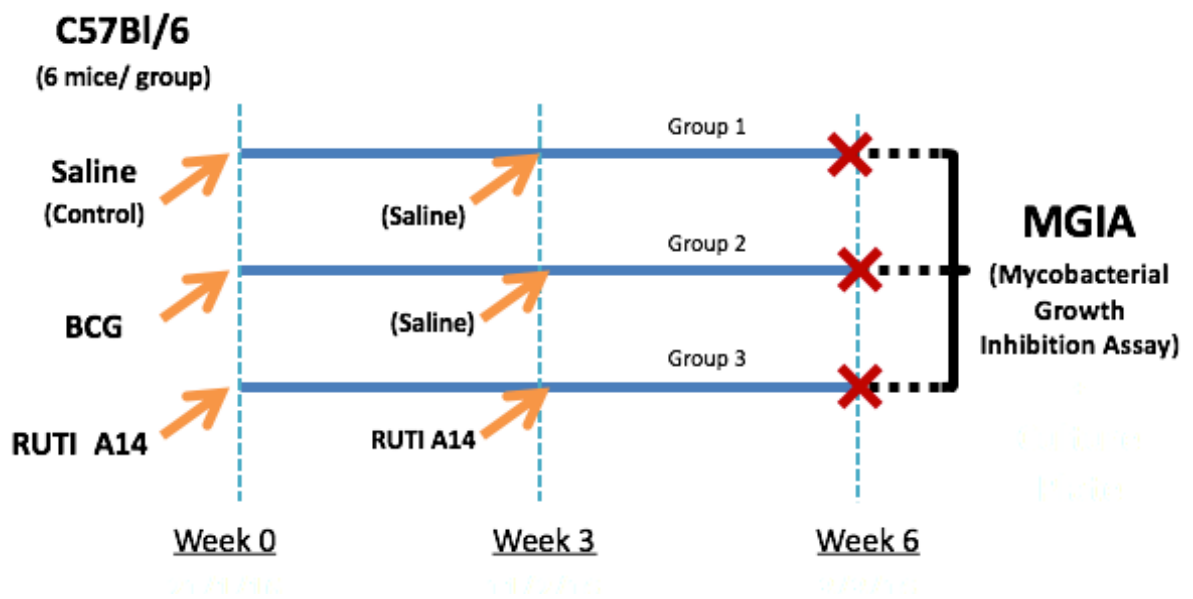 C57Bl/6
(6 mice/ group)
Group 1
Saline
(Control)
(Saline)
Group 2
BCG
(Saline)
Group 3
RUTI A14
RUTI A14
MGIA
(Mycobacterial
Growth
Inhibition Assay)
Week 0
Week 3
Week 6